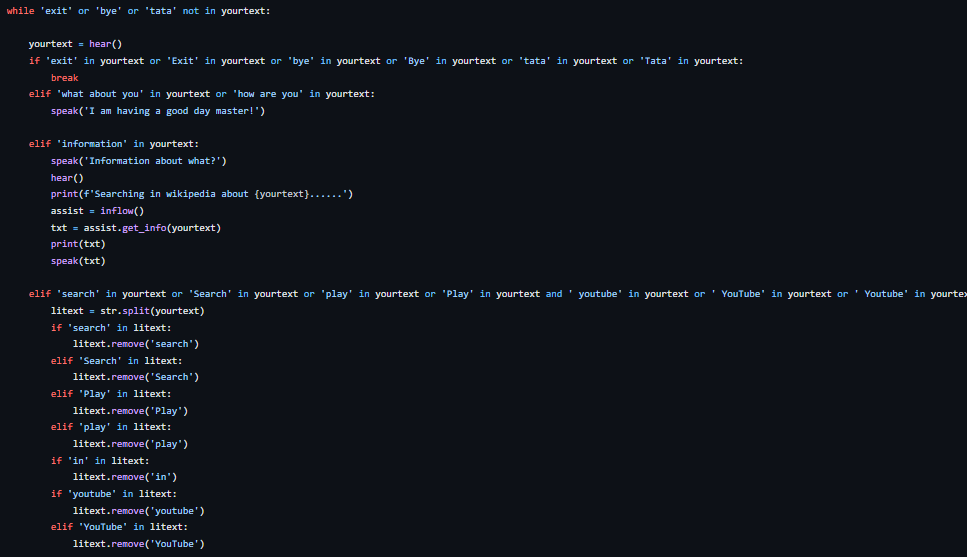 while 'exit' or 'bye' or 'tata' not in yourtext:
yourtext = hear()
if 'exit' in yourtext or 'Exit' in yourtext or 'bye' in yourtext or 'Bye' in yourtext or 'tata' in yourtext or 'Tata' in yourtext:
break
elif 'what about you' in yourtext or 'how are you' in yourtext:
speak('I am having a good day master!')
elif 'information' in yourtext:
speak('Information about what?')
hear()
print(f'Searching in wikipedia about {yourtext}......')
assist = inflow()
txt = assist.get_info(yourtext)
print(txt)
speak(txt)
elif 'search' in yourtext or 'Search' in yourtext or 'play' in yourtext or 'Play' in yourtext and ' youtube' in yourtext or ' YouTube' in yourtext or ' Youtube' in yourtex
litext = str.split(yourtext)
if 'search' in litext:
litext.remove('search')
elif 'Search' in litext:
litext.remove('Search')
elif 'Play' in litext:
litext.remove('Play')
elif 'play' in litext:
litext.remove('play')
if 'in' in litext:
litext.remove('in')
if 'youtube' in litext:
litext.remove('youtube')
elif 'YouTube' in litext:
litext.remove('YouTube')